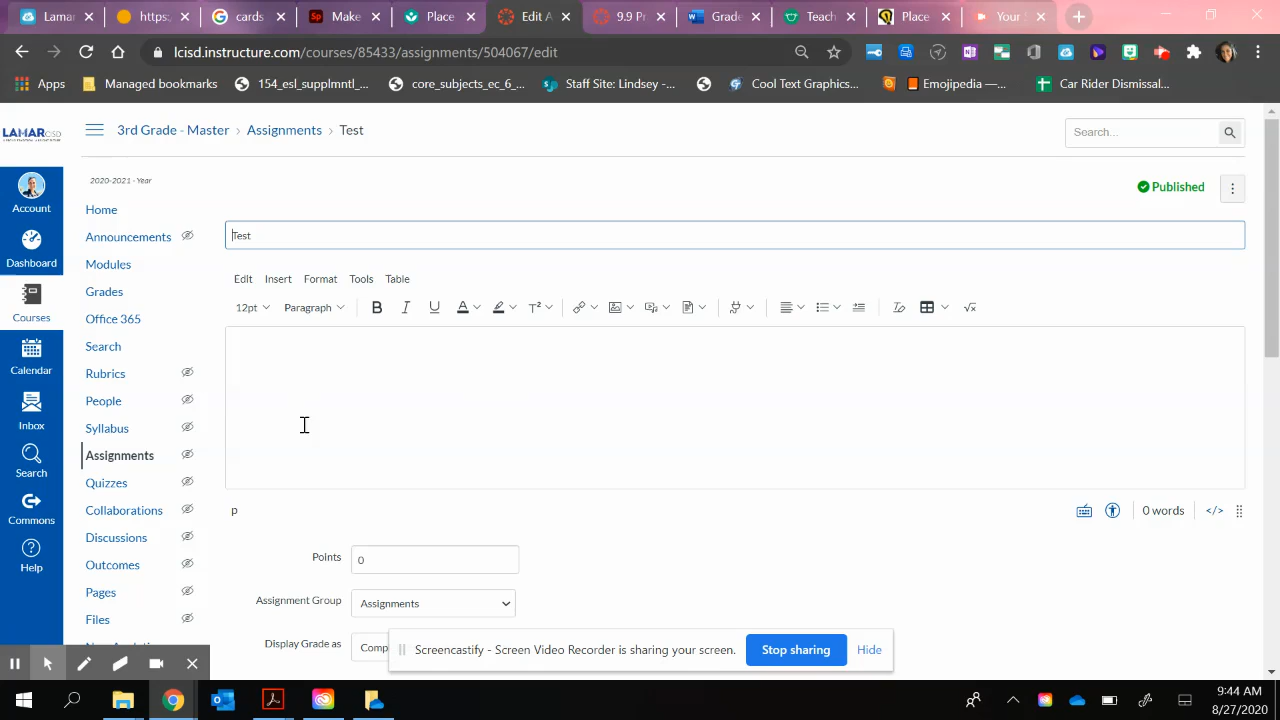 Lamar
https:
cards
Make
Place
Edit A
9.9 P
Grade
Teach
Place
Your S
lcisd.instructure.com/courses/85433/assignments/504067/edit
Apps
Managed bookmarks
154_esl_supplmntl_...
core_subjects_ec_6_...
Staff Site: Lindsey -...
Cool Text Graphics...
Emojipedia —...
Car Rider Dismissal...
LAMAR CISD
3rd Grade - Master › Assignments › Test
Search...
2020-2021 - Year
Published
Account
Dashboard
Courses
Calendar
Inbox
Search
Commons
Help
Home
Announcements
Modules
Grades
Office 365
Search
Rubrics
People
Syllabus
Assignments
Quizzes
Collaborations
Discussions
Outcomes
Pages
Files
Test
Edit Insert Format Tools Table
12pt Paragraph B I U A T²
p
0 words </>
Points 0
Assignment Group Assignments
Display Grade as Comp
Screencastify - Screen Video Recorder is sharing your screen. Stop sharing Hide
9:44 AM
8/27/2020